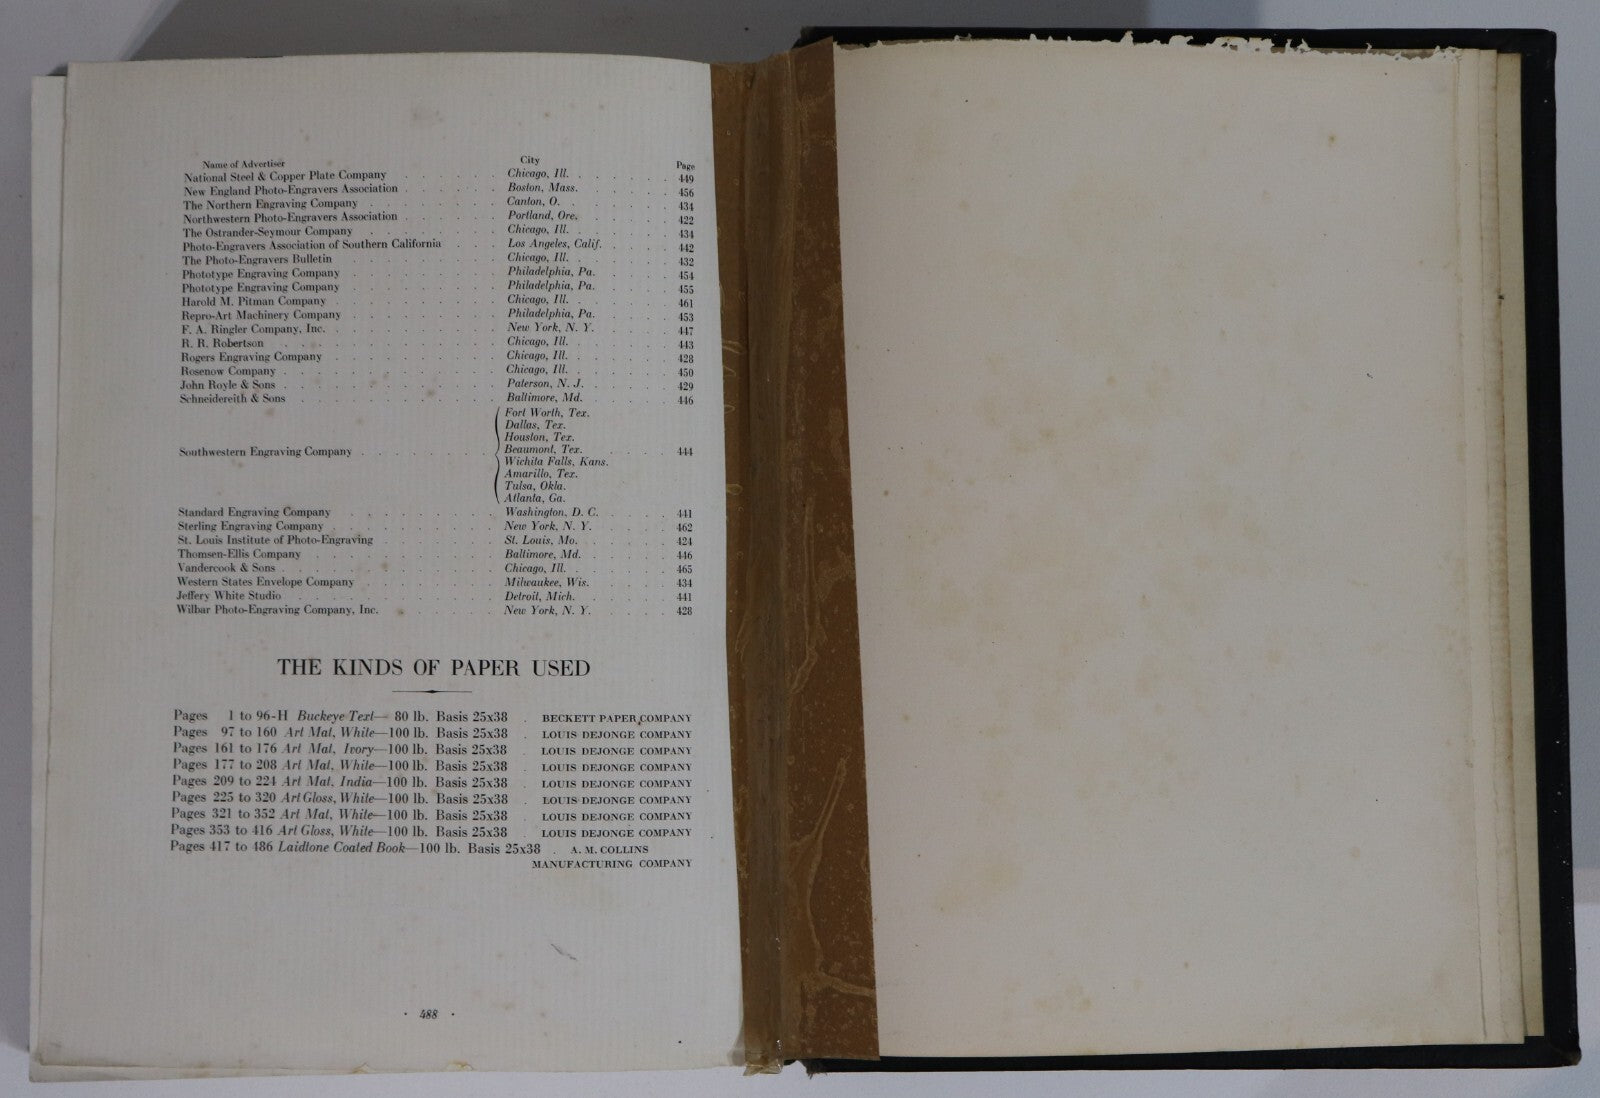 Name of Advertiser City Page
National Steel & Copper Plate Company . . . . . Chicago, Ill. . . . . . . 449
New England Photo-Engravers Association . . . . . Boston, Mass. . . . . . 456
The Northern Engraving Company . . . . . . . Canton, O. . . . . . . 434
Northwestern Photo-Engravers Association . . . . . Portland, Ore. . . . . . 422
The Ostrander-Seymour Company . . . . . . . Chicago, Ill. . . . . . . 434
Photo-Engravers Association of Southern California . . . Los Angeles, Calif. . . . . 442
The Photo-Engravers Bulletin . . . . . . . Chicago, Ill. . . . . . . 432
Phototype Engraving Company . . . . . . . Philadelphia, Pa. . . . . 454
Phototype Engraving Company . . . . . . . Philadelphia, Pa. . . . . 455
Harold M. Pitman Company . . . . . . . . Chicago, Ill. . . . . . . 461
Repro-Art Machinery Company . . . . . . . Philadelphia, Pa. . . . . 453
F. A. Ringler Company, Inc. . . . . . . . . New York, N. Y. . . . . . 447
R. R. Robertson . . . . . . . . . . Chicago, Ill. . . . . . . 443
Rogers Engraving Company . . . . . . . . Chicago, Ill. . . . . . . 428
Rosenow Company . . . . . . . . . . Chicago, Ill. . . . . . . 450
John Royle & Sons . . . . . . . . . . Paterson, N. J. . . . . . 429
Schneidereith & Sons . . . . . . . . . Baltimore, Md. . . . . . 446
Fort Worth, Tex.
Dallas, Tex.
Houston, Tex.
Southwestern Engraving Company . . . . . . . Beaumont, Tex. . . . . 444
Wichita Falls, Kans.
Amarillo, Tex.
Tulsa, Okla.
Atlanta, Ga.
Standard Engraving Company . . . . . . . Washington, D. C. . . . . 441
Sterling Engraving Company . . . . . . . . New York, N. Y. . . . . . 462
St. Louis Institute of Photo-Engraving . . . . . St. Louis, Mo. . . . . . 424
Thomsen-Ellis Company . . . . . . . . Baltimore, Md. . . . . . 446
Vandercook & Sons . . . . . . . . . . Chicago, Ill. . . . . . . 465
Western States Envelope Company . . . . . . Milwaukee, Wis. . . . . 434
Jeffery White Studio . . . . . . . . . Detroit, Mich. . . . . . 441
Wilbar Photo-Engraving Company, Inc. . . . . . New York, N. Y. . . . . . 428
THE KINDS OF PAPER USED
Pages 1 to 96-H Buckeye Text— 80 lb. Basis 25x38 . BECKETT PAPER COMPANY
Pages 97 to 160 Art Mat, White—100 lb. Basis 25x38 . LOUIS DEJONGE COMPANY
Pages 161 to 176 Art Mat, Ivory—100 lb. Basis 25x38 . LOUIS DEJONGE COMPANY
Pages 177 to 208 Art Mat, White—100 lb. Basis 25x38 . LOUIS DEJONGE COMPANY
Pages 209 to 224 Art Mat, India—100 lb. Basis 25x38 . LOUIS DEJONGE COMPANY
Pages 225 to 320 Art Gloss, White—100 lb. Basis 25x38 . LOUIS DEJONGE COMPANY
Pages 321 to 352 Art Mat, White—100 lb. Basis 25x38 . LOUIS DEJONGE COMPANY
Pages 353 to 416 Art Gloss, White—100 lb. Basis 25x38 . LOUIS DEJONGE COMPANY
Pages 417 to 486 Laidtone Coated Book—100 lb. Basis 25x38 . A. M. COLLINS
MANUFACTURING COMPANY
· 488 ·